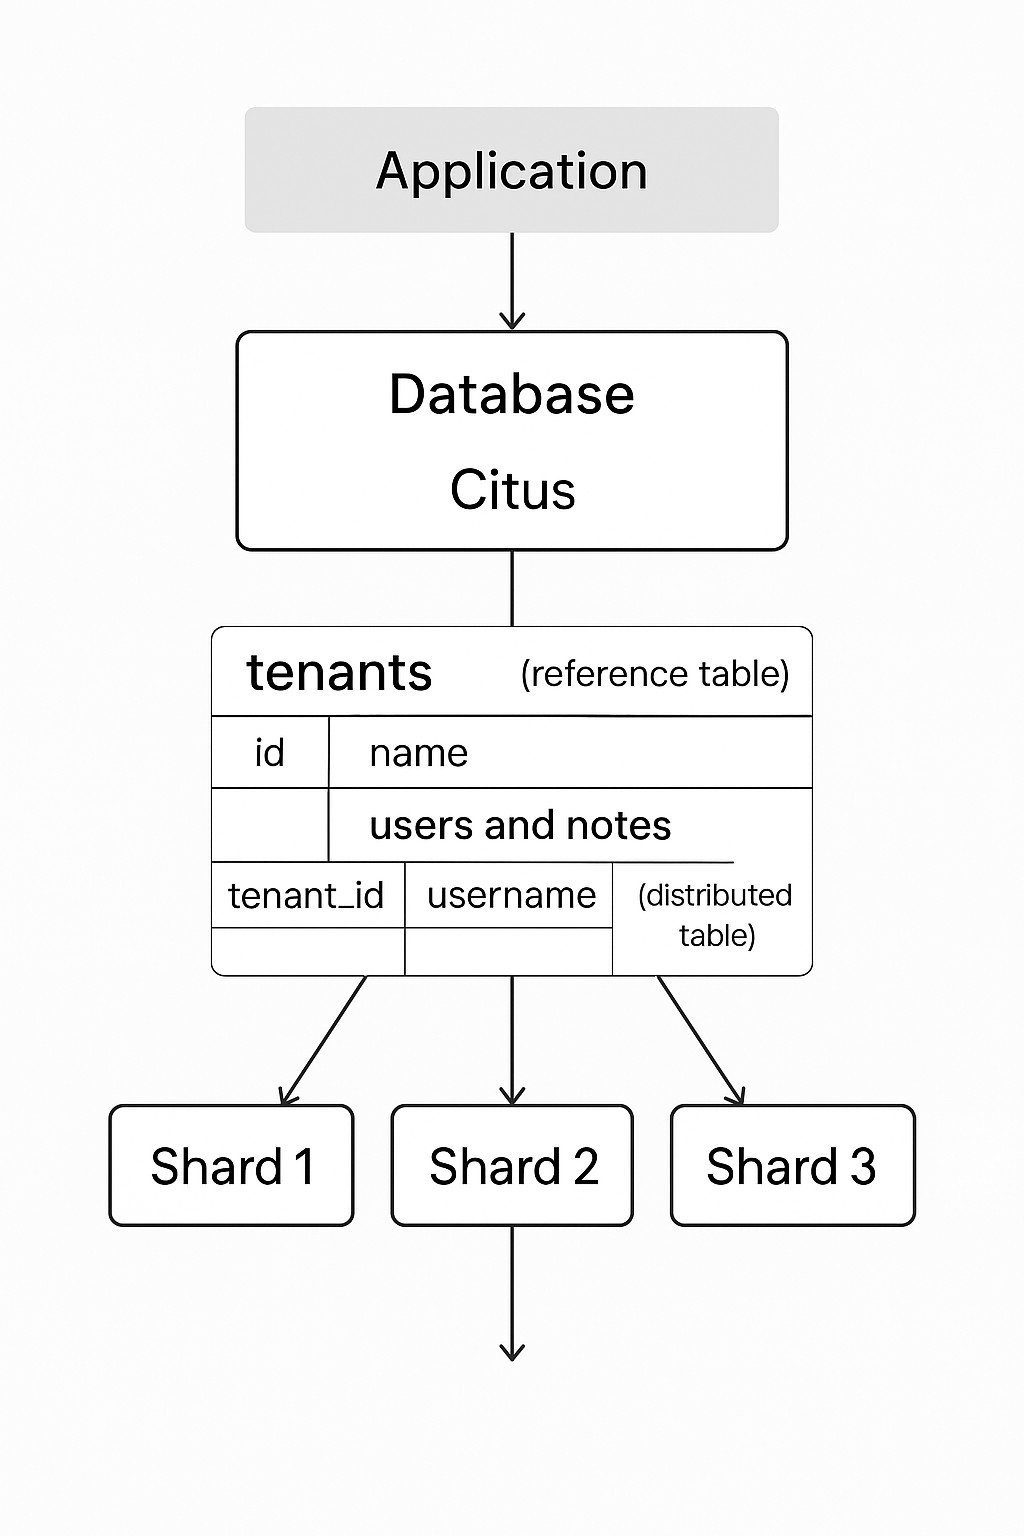 Application
Database
Citus
tenants (reference table)
id name
users and notes
tenant_id username (distributed
table)
Shard 1 Shard 2 Shard 3